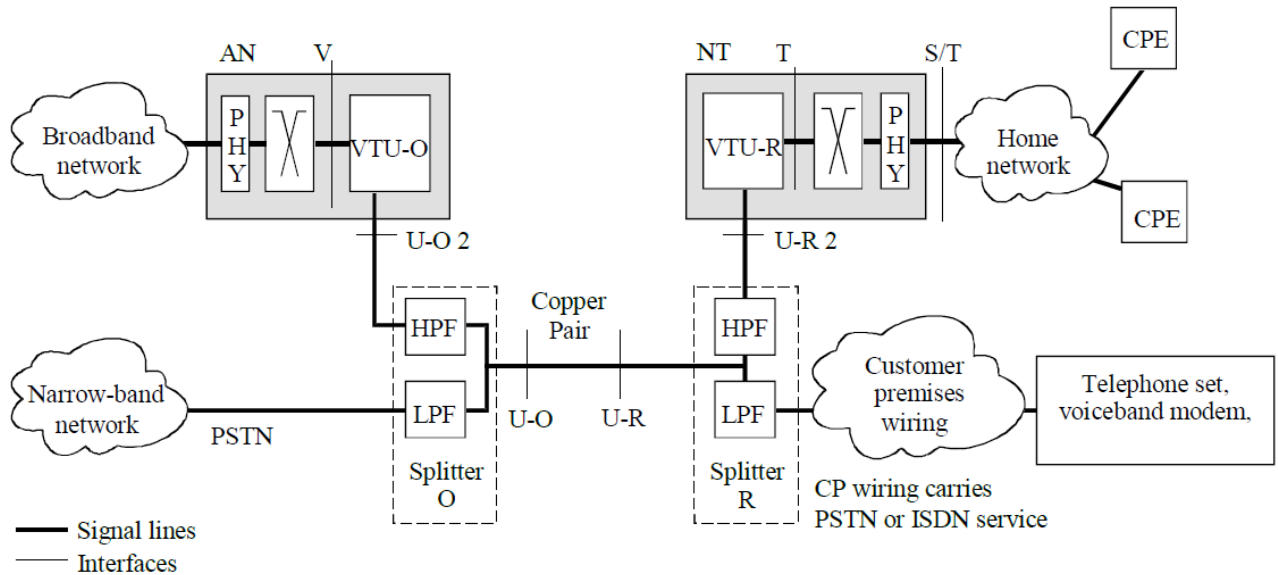 AN
V
NT
T
S/T
CPE
Broadband
network
P
H
Y
VTU-O
VTU-R
P
H
Y
Home
network
CPE
U-O 2
U-R 2
Copper
Pair
HPF
HPF
Narrow-band
network
PSTN
LPF
U-O
U-R
LPF
Customer
premises
wiring
Telephone set,
voiceband modem,
Splitter
O
Splitter
R
CP wiring carries
PSTN or ISDN service
Signal lines
Interfaces